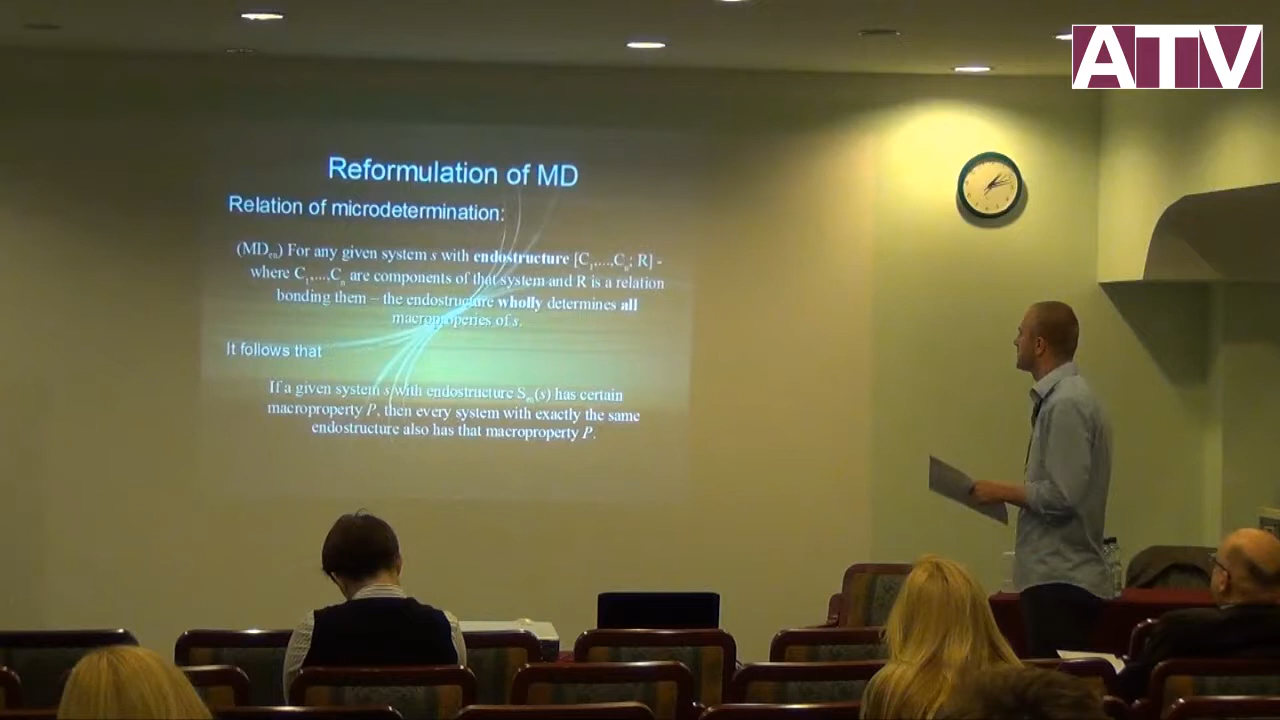 ATV
Reformulation of MD
Relation of microdetermination:
(MDen) For any given system s with endostructure [C1,...,Cn; R] -
where C1,...,Cn are components of that system and R is a relation
bonding them – the endostructure wholly determines all
macroproperies of s.
It follows that
If a given system s with endostructure Sen(s) has certain
macroproperty P, then every system with exactly the same
endostructure also has that macroproperty P.